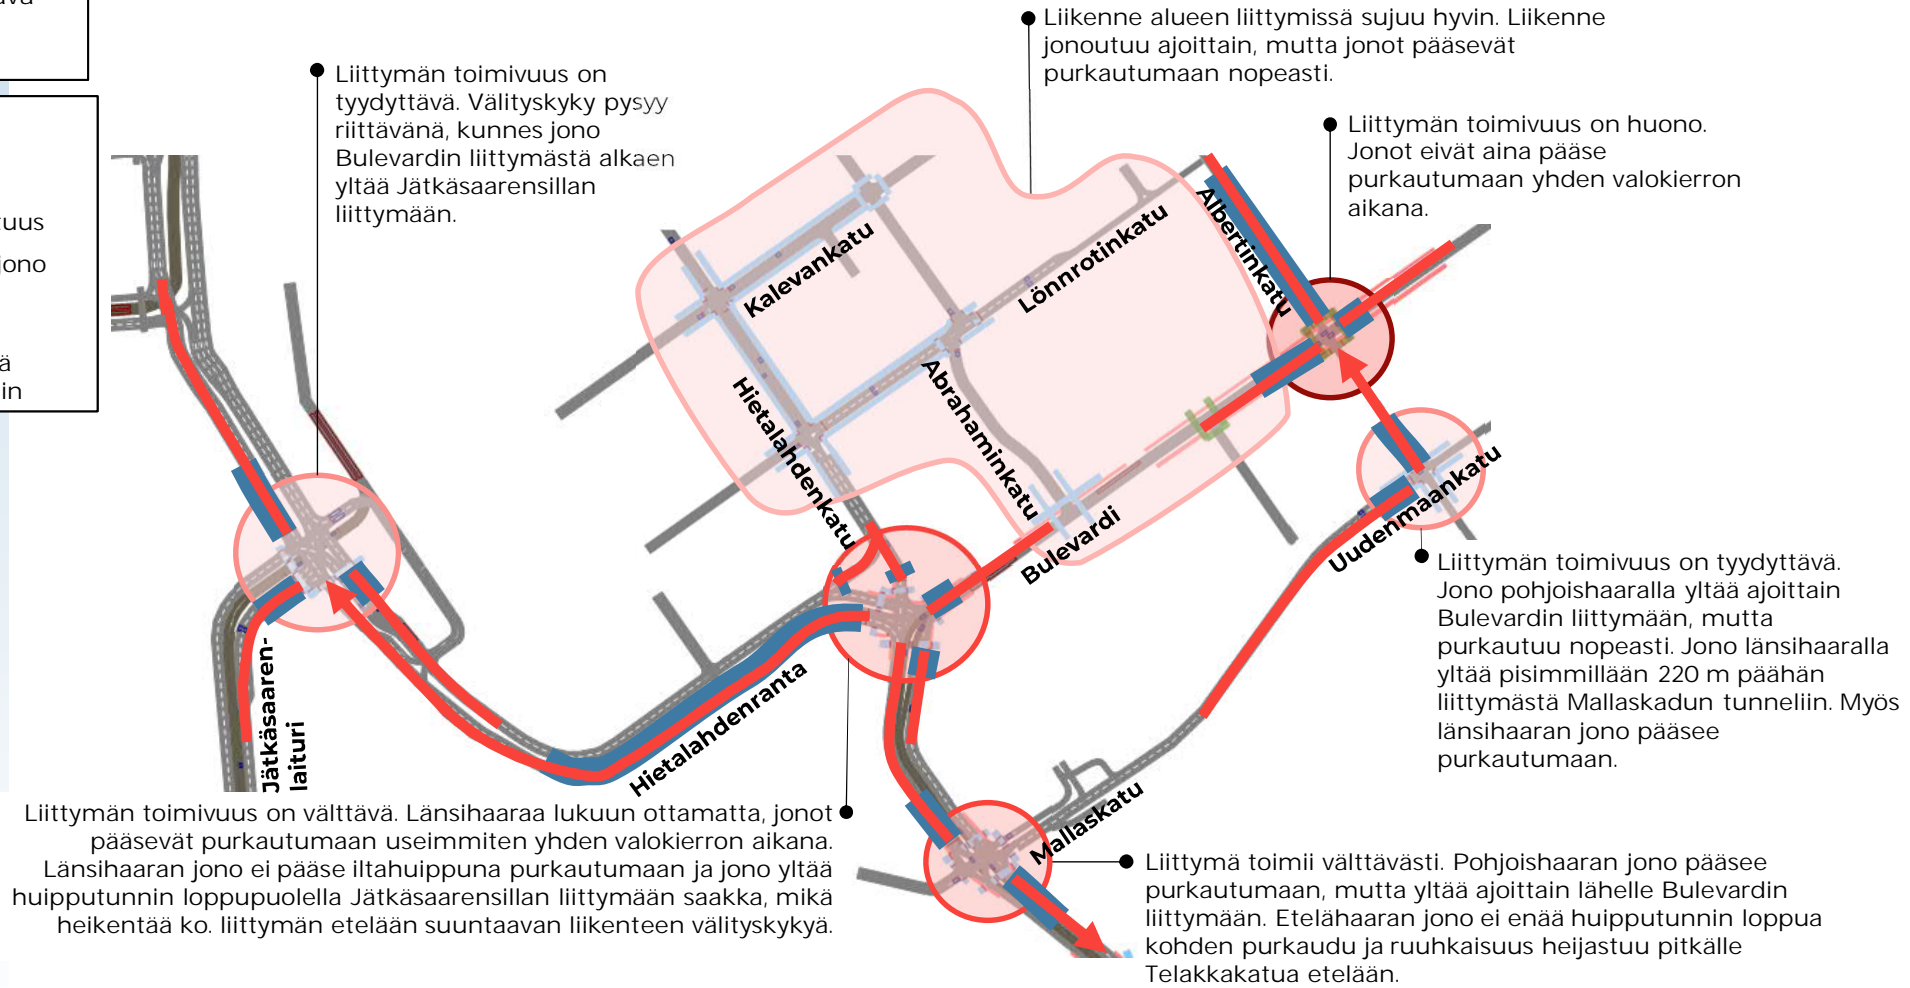 Liikenne alueen liittymissä sujuu hyvin. Liikenne
jonoutuu ajoittain, mutta jonot pääsevät
purkautumaan nopeasti.
Liittymän toimivuus on
tyydyttävä. Välityskyky pysyy
riittävänä, kunnes jono
Bulevardin liittymästä alkaen
yltää Jätkäsaarensillan
liittymään.
Liittymän toimivuus on huono.
Jonot eivät aina pääse
purkautumaan yhden valokierron
aikana.
jono
in
Kalevankatu
Lönnrotinkatu
Albertinkatu
Hietalahdenkatu
Abrahaminkatu
Bulevardi
Uudenmaankatu
Jätkäsaaren-
laituri
Hietalahdenranta
Mallaskatu
Liittymän toimivuus on tyydyttävä.
Jono pohjoishaaralla yltää ajoittain
Bulevardin liittymään, mutta
purkautuu nopeasti. Jono länsihaaralla
yltää pisimmillään 220 m päähän
liittymästä Mallaskadun tunneliin. Myös
länsihaaran jono pääsee
purkautumaan.
Liittymän toimivuus on välttävä. Länsihaaraa lukuun ottamatta, jonot
pääsevät purkautumaan useimmiten yhden valokierron aikana.
Länsihaaran jono ei pääse iltahuippuna purkautumaan ja jono yltää
huipputunnin loppupuolella Jätkäsaarensillan liittymään saakka, mikä
heikentää ko. liittymän etelään suuntaavan liikenteen välityskykyä.
Liittymä toimii välttävästi. Pohjoishaaran jono pääsee
purkautumaan, mutta yltää ajoittain lähelle Bulevardin
liittymään. Etelähaaran jono ei enää huipputunnin loppua
kohden purkaudu ja ruuhkaisuus heijastuu pitkälle
Telakkakatua etelään.